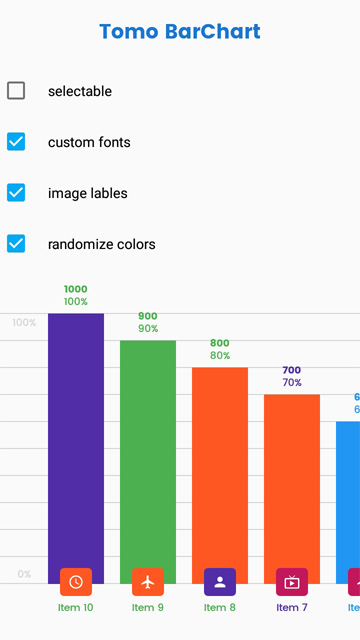 Tomo BarChart
selectable
custom fonts
image lables
randomize colors
1000
100%
900
90%
800
80%
700
70%
100%
0%
Item 10
Item 9
Item 8
Item 7